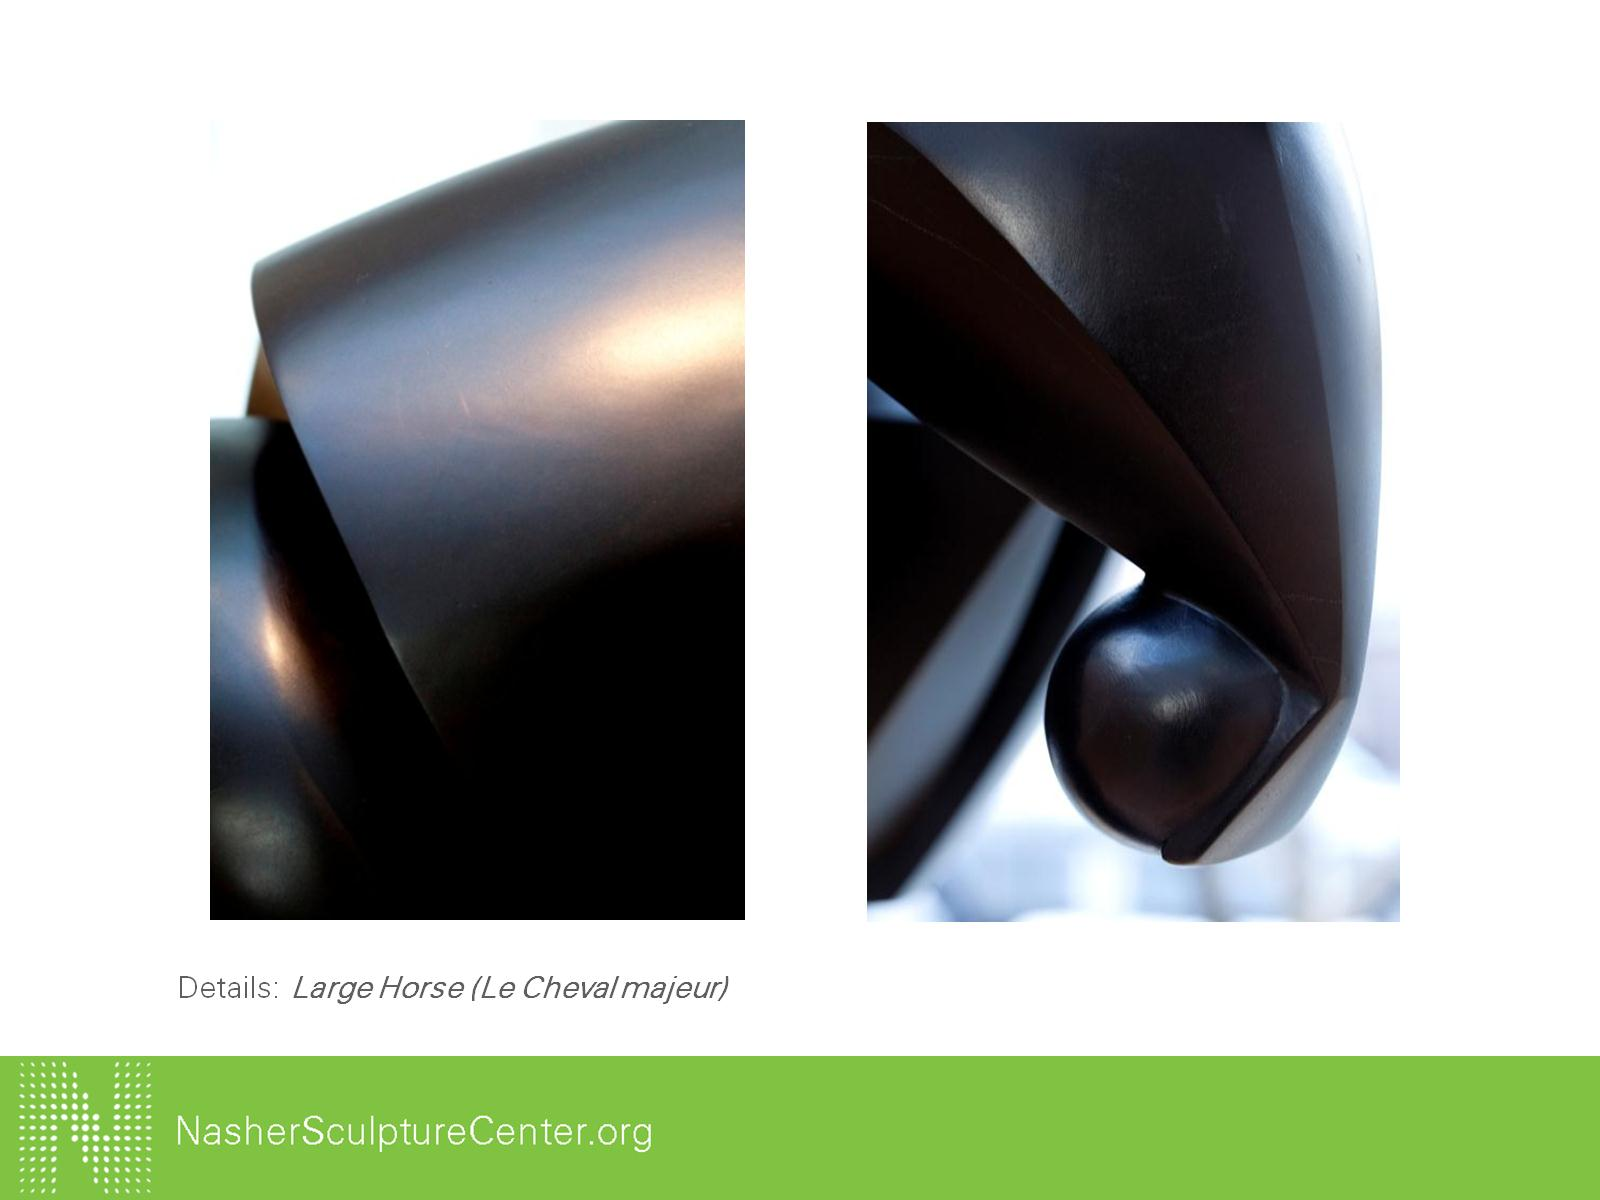 Details: Large Horse (Le Cheval majeur)
NasherSculptureCenter.org